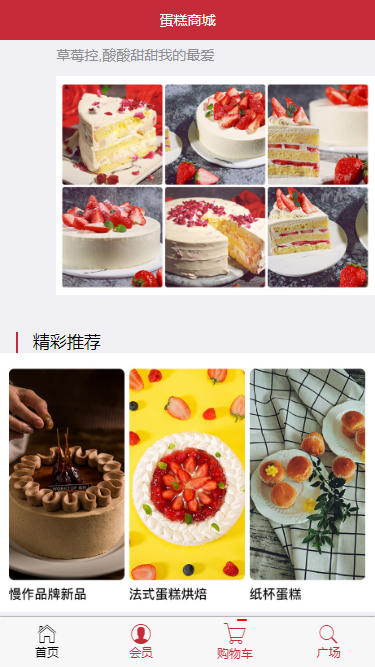 蛋糕商城
草莓控,酸酸甜甜我的最爱
精彩推荐
慢作品牌新品
法式蛋糕烘焙
纸杯蛋糕
首页
会员
购物车
广场